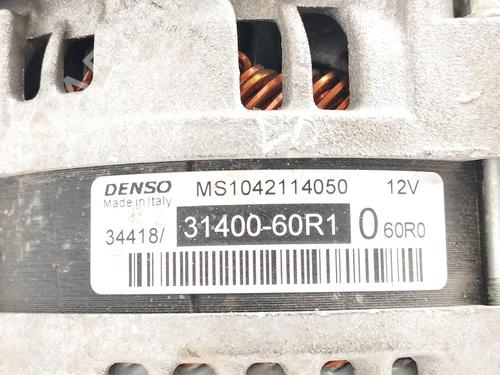 DENSO MS1042114050 12V
Made in Italy
34418/ 31400-60R1 0 60R0